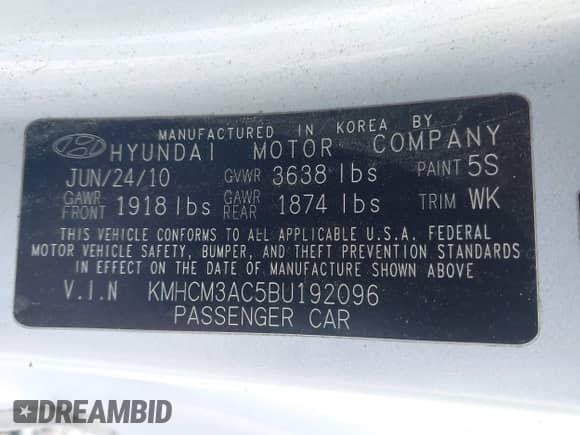 MANUFACTURED IN KOREA BY
HYUNDAI MOTOR COMPANY
JUN/24/10 GVWR 3638 lbs PAINT 5S
GAWR FRONT 1918 lbs GAWR REAR 1874 lbs TRIM WK
THIS VEHICLE CONFORMS TO ALL APPLICABLE U.S.A. FEDERAL
MOTOR VEHICLE SAFETY, BUMPER, AND THEFT PREVENTION STANDARDS
IN EFFECT ON THE DATE OF MANUFACTURE SHOWN ABOVE
V.I.N KMHCM3AC5BU192096
PASSENGER CAR
DREAMBID